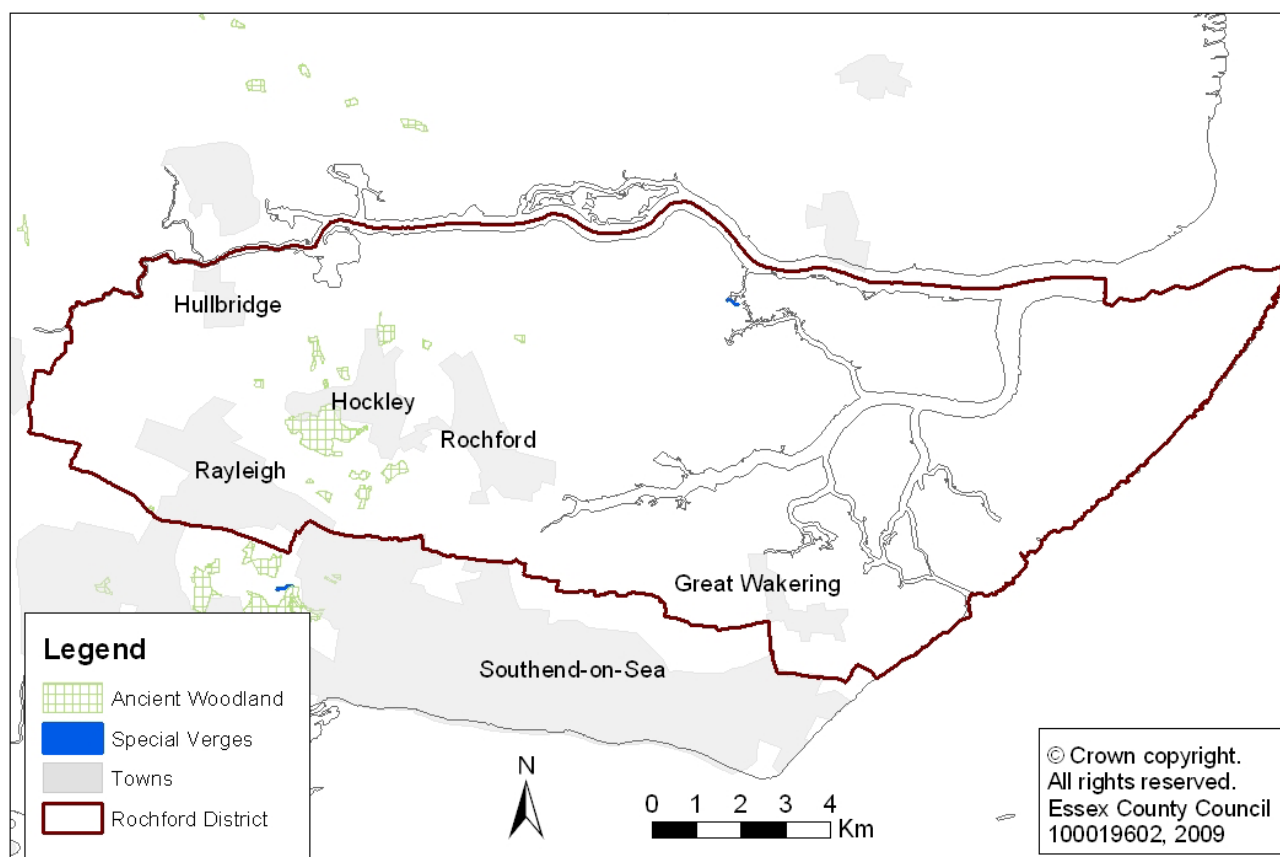 Hullbridge
Hockley
Rochford
Rayleigh
Great Wakering
Southend-on-Sea
Legend
Ancient Woodland
Special Verges
Towns
Rochford District
N
0 1 2 3 4
Km
© Crown copyright.
All rights reserved.
Essex County Council
100019602, 2009